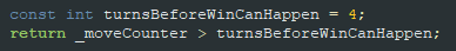 const int turnsBeforeWinCanHappen = 4;
return _moveCounter > turnsBeforeWinCanHappen;